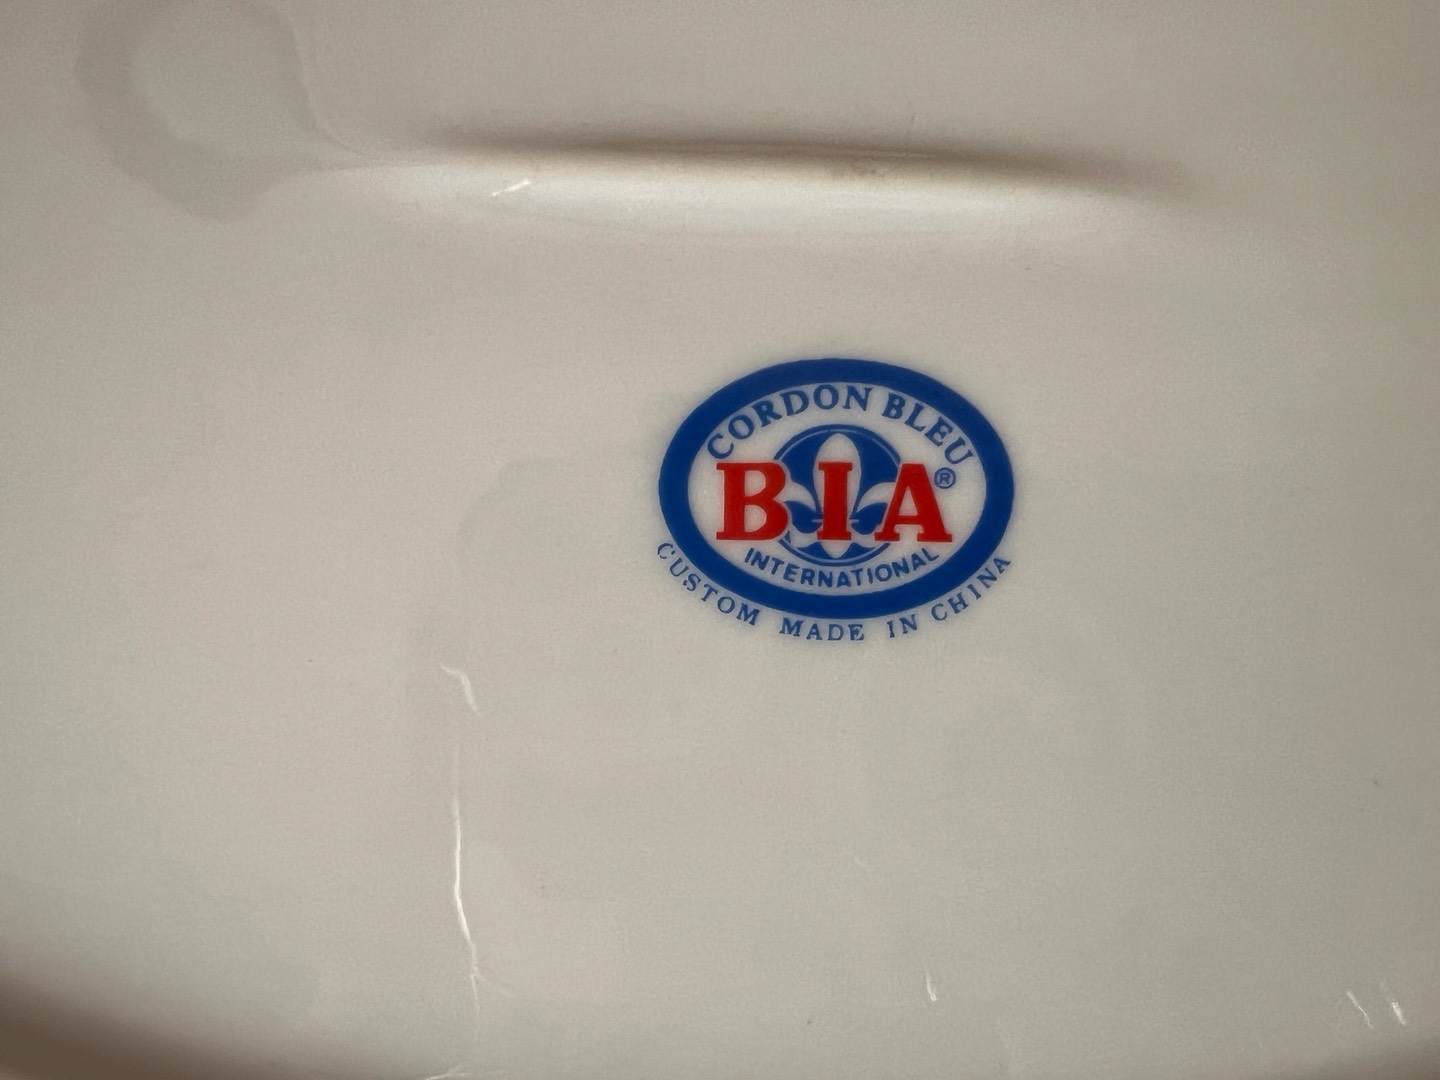 CORDON BLEU
BIA®
INTERNATIONAL
CUSTOM MADE IN CHINA